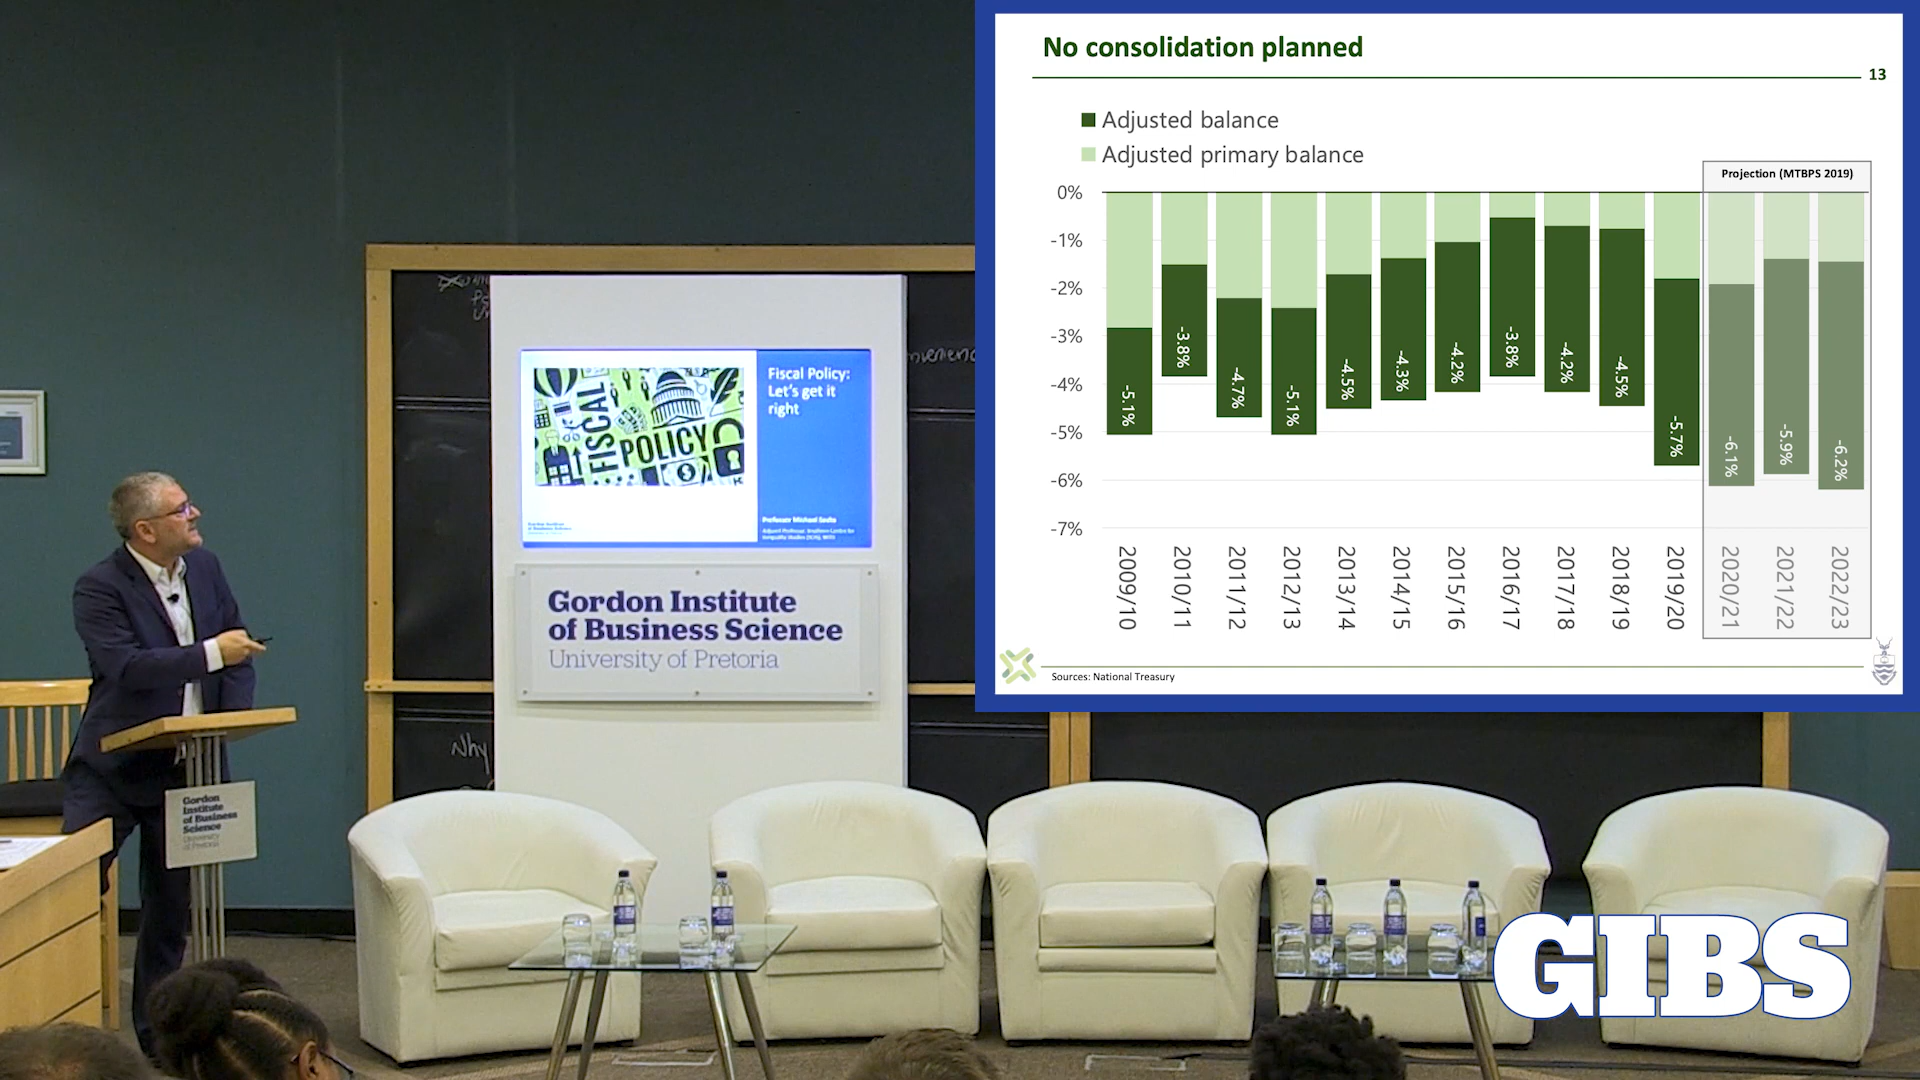 No consolidation planned
13
Adjusted balance
Adjusted primary balance
Projection (MTBPS 2019)
0%
-1%
-2%
-3%
-4%
-5%
-6%
-7%
-5.1%
-3.8%
-4.7%
-5.1%
-4.5%
-4.3%
-4.2%
-3.8%
-4.2%
-4.5%
-5.7%
-6.1%
-5.9%
-6.2%
2009/10
2010/11
2011/12
2012/13
2013/14
2014/15
2015/16
2016/17
2017/18
2018/19
2019/20
2020/21
2021/22
2022/23
Sources: National Treasury
FISCAL
POLICY
Fiscal Policy:
Let's get it
right
Professor Michael Sachs
Gordon Institute
of Business Science
University of Pretoria
Why
Gordon
Institute
of Business
Science
University
of Pretoria
GIBS